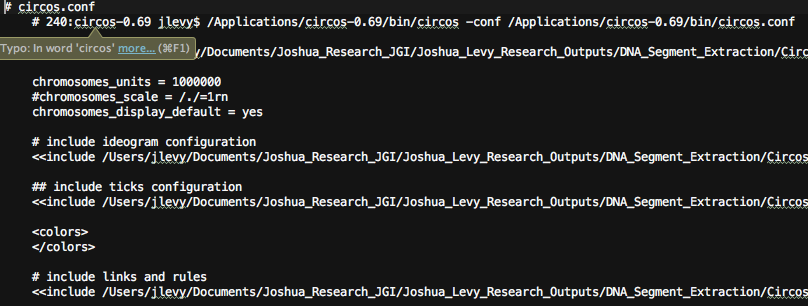 # circos.conf
# 240:circos-0.69 jlevy$ /Applications/circos-0.69/bin/circos -conf /Applications/circos-0.69/bin/circos.conf
Typo: In word 'circos' more... (⌘F1)
y/Documents/Joshua_Research_JGI/Joshua_Levy_Research_Outputs/DNA_Segment_Extraction/Circ
chromosomes_units = 1000000
#chromosomes_scale = /./=1rn
chromosomes_display_default = yes
# include ideogram configuration
<<include /Users/jlevy/Documents/Joshua_Research_JGI/Joshua_Levy_Research_Outputs/DNA_Segment_Extraction/Circos
## include ticks configuration
<<include /Users/jlevy/Documents/Joshua_Research_JGI/Joshua_Levy_Research_Outputs/DNA_Segment_Extraction/Circos
<colors>
</colors>
# include links and rules
<<include /Users/jlevy/Documents/Joshua_Research_JGI/Joshua_Levy_Research_Outputs/DNA_Segment_Extraction/Circos